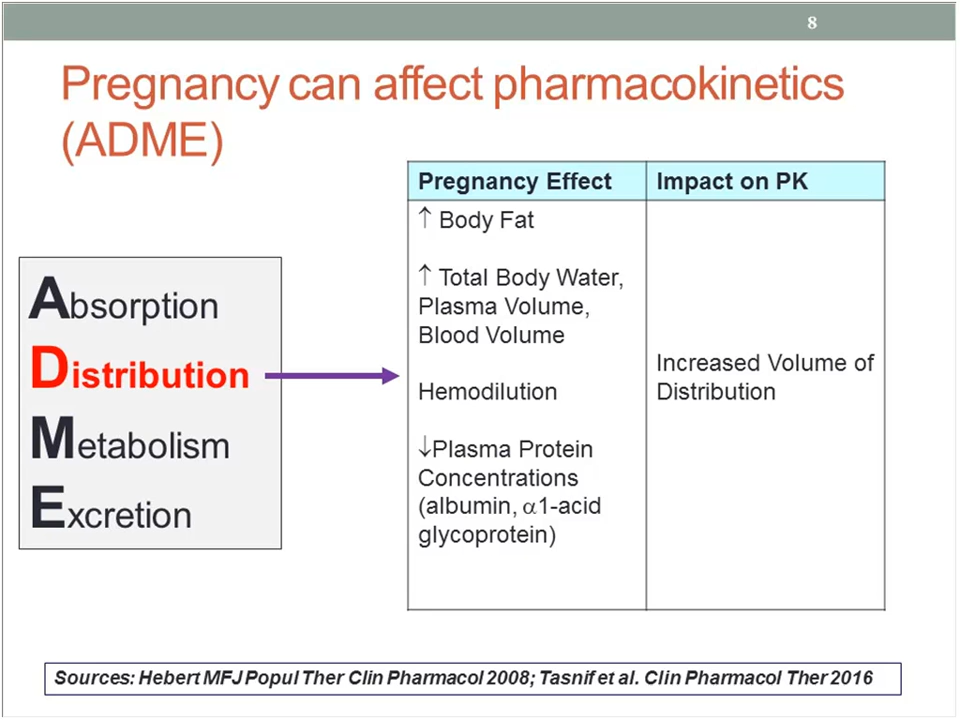 8
Pregnancy can affect pharmacokinetics
(ADME)
Absorption
Distribution
Metabolism
Excretion
Pregnancy Effect
Impact on PK
↑ Body Fat
↑ Total Body Water,
Plasma Volume,
Blood Volume
Hemodilution
↓Plasma Protein
Concentrations
(albumin, α1-acid
glycoprotein)
Increased Volume of
Distribution
Sources: Hebert MFJ Popul Ther Clin Pharmacol 2008; Tasnif et al. Clin Pharmacol Ther 2016